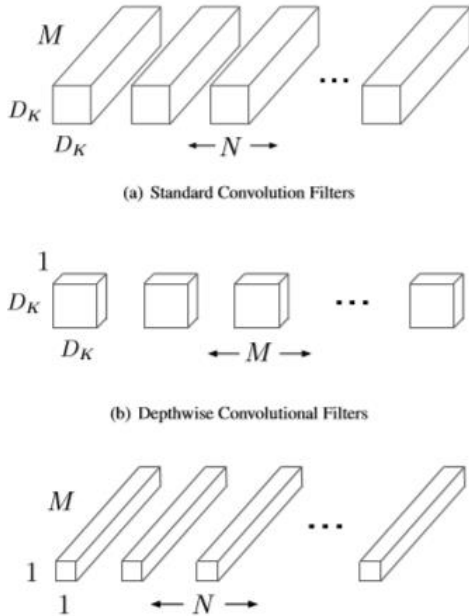 M
D_K
D_K
← N →
...
(a) Standard Convolution Filters
1
D_K
D_K
← M →
...
(b) Depthwise Convolutional Filters
M
...
1
1
← N →